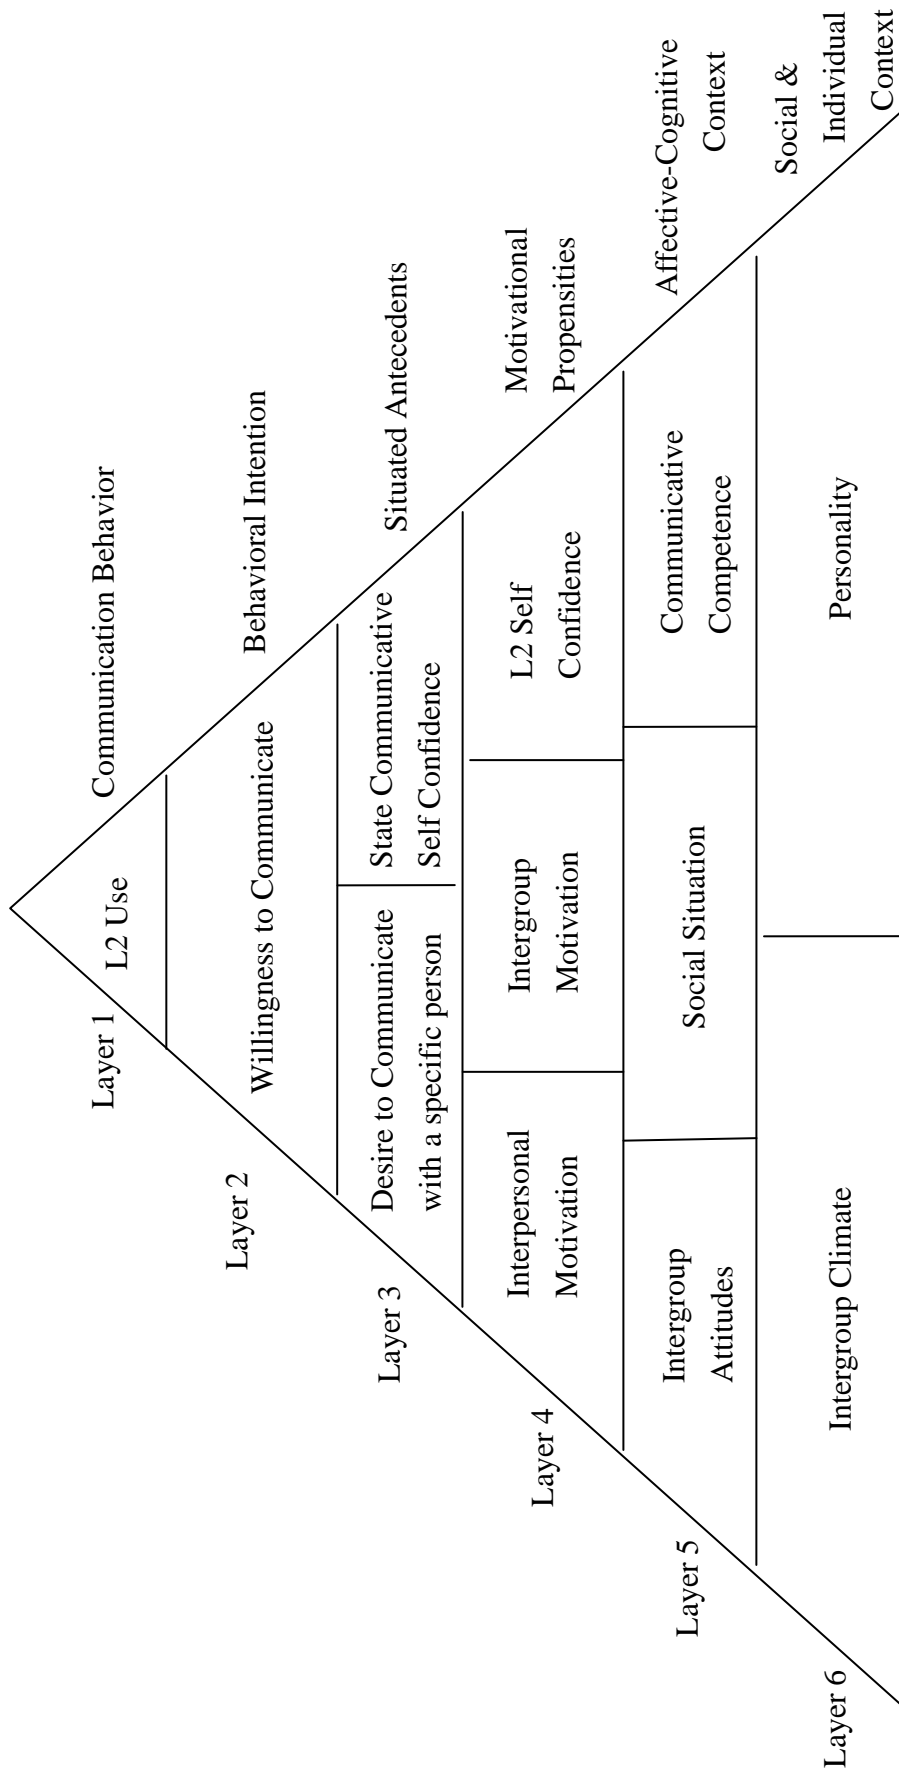 Layer 1
L2 Use
Communication Behavior
Layer 2
Willingness to Communicate
Behavioral Intention
Layer 3
Desire to Communicate
with a specific person
State Communicative
Self Confidence
Situated Antecedents
Layer 4
Interpersonal
Motivation
Intergroup
Motivation
L2 Self
Confidence
Motivational
Propensities
Layer 5
Intergroup
Attitudes
Social Situation
Communicative
Competence
Affective-Cognitive
Context
Layer 6
Intergroup Climate
Personality
Social &
Individual
Context